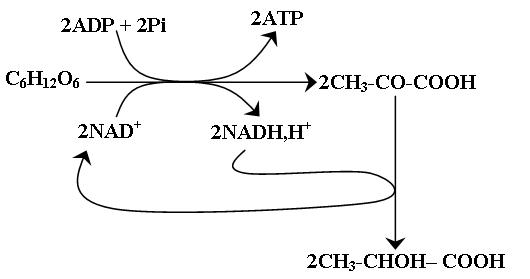 2ADP + 2Pi
2ATP
C₆H₁₂O₆
2CH₃-CO-COOH
2NAD⁺
2NADH,H⁺
2CH₃-CHOH– COOH